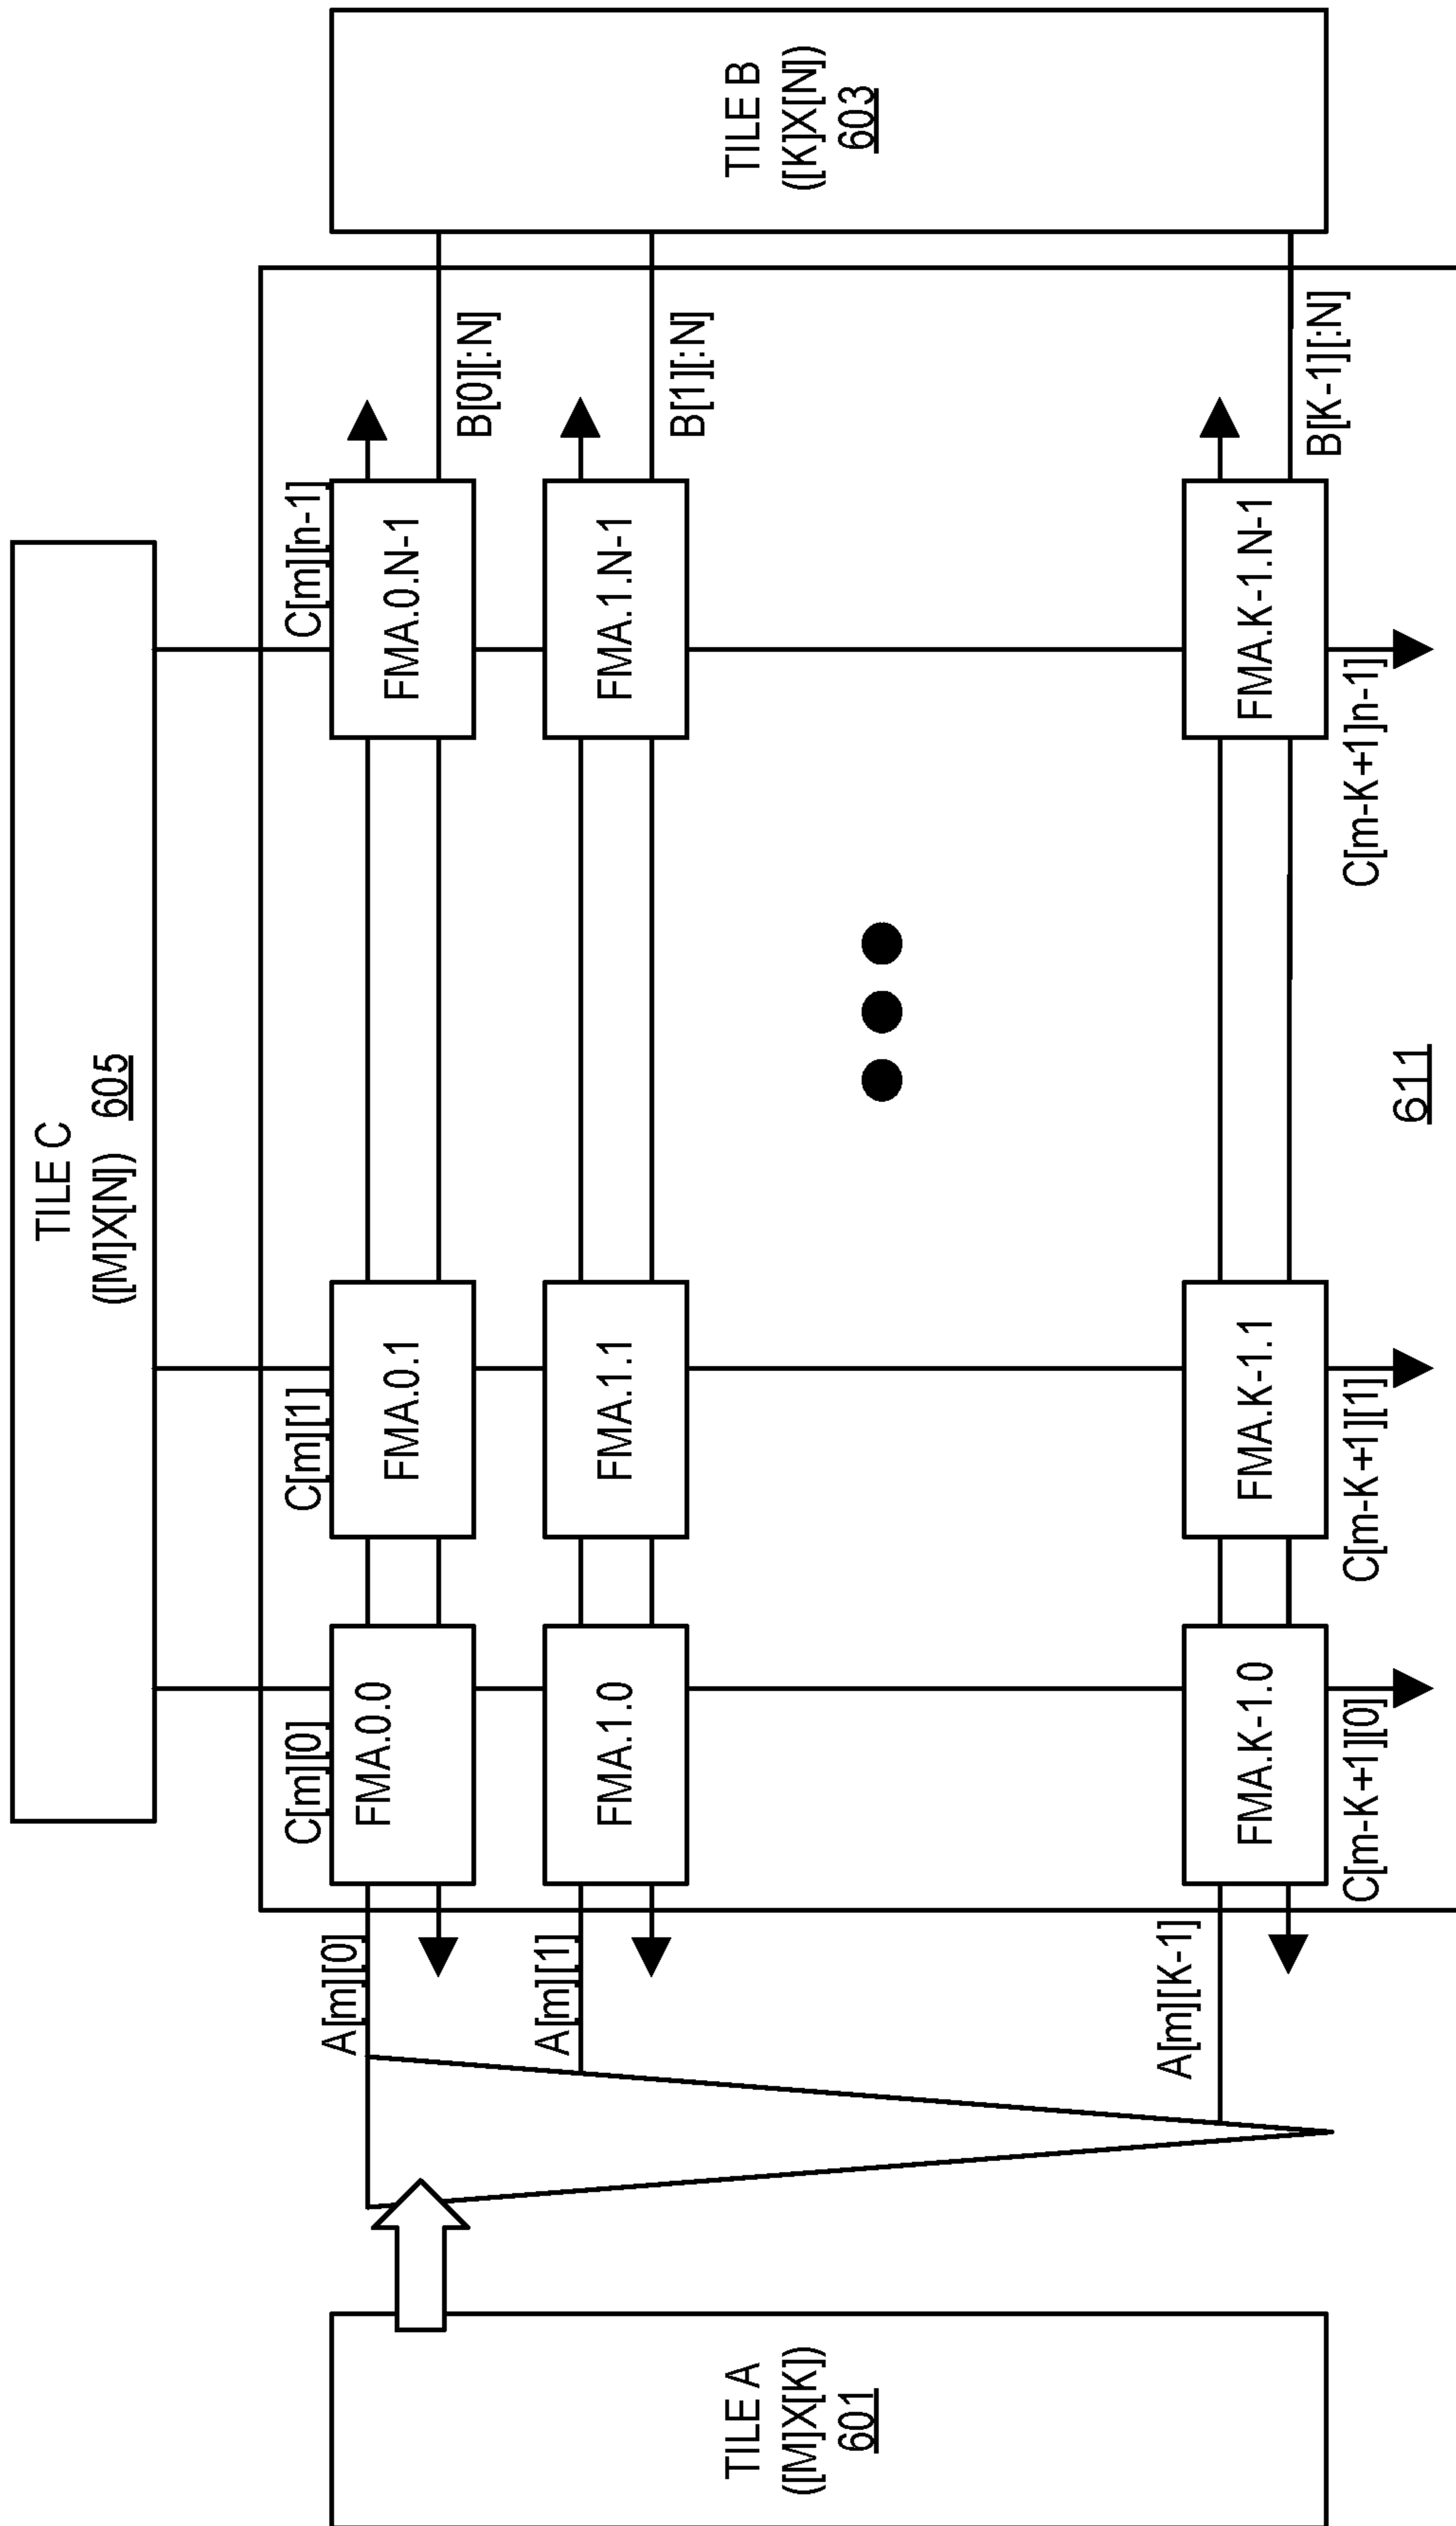 TILE C
([M]X[N]) 605
C[m][0]
C[m][1]
C[m][n-1]
A[m][0]
FMA.0.0
FMA.0.1
FMA.0.N-1
B[0][:N]
A[m][1]
FMA.1.0
FMA.1.1
FMA.1.N-1
B[1][:N]
TILE A
([M]X[K])
601
TILE B
([K]X[N])
603
A[m][K-1]
FMA.K-1.0
FMA.K-1.1
FMA.K-1.N-1
B[K-1][:N]
C[m-K+1][0]
C[m-K+1][1]
C[m-K+1]n-1]
611